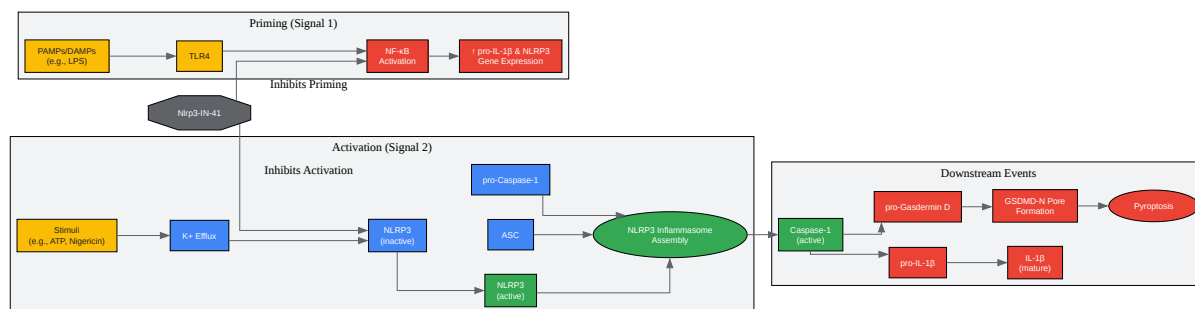 Priming (Signal 1)
PAMPs/DAMPs
(e.g., LPS)
TLR4
NF-κB
Activation
↑ pro-IL-1β & NLRP3
Gene Expression
Inhibits Priming
Nlrp3-IN-41
Activation (Signal 2)
Inhibits Activation
pro-Caspase-1
Stimuli
(e.g., ATP, Nigericin)
K+ Efflux
NLRP3
(inactive)
ASC
NLRP3 Inflammasome
Assembly
NLRP3
(active)
Downstream Events
Caspase-1
(active)
pro-Gasdermin D
GSDMD-N Pore
Formation
Pyroptosis
pro-IL-1β
IL-1β
(mature)